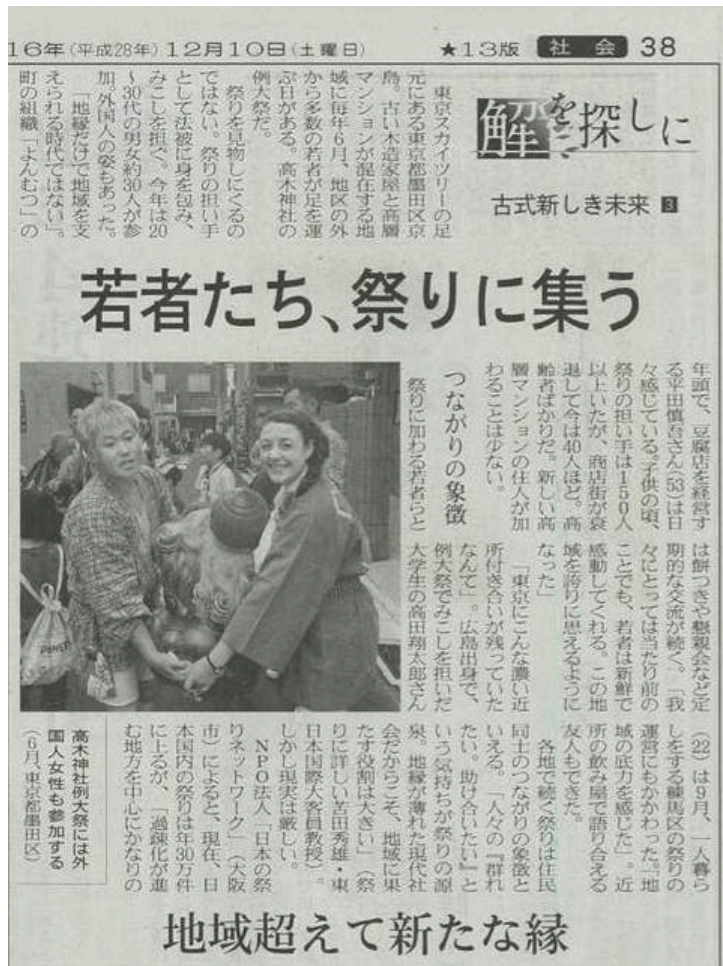 16年(平成28年)12月10日(土曜日)
★13版
社会
38
解を探しに
古式新しき未来 3
東京スカイツリーの足
元にある東京都墨田区京
島。古い木造家屋と高層
マンションが混在する地
域に毎年6月、地区の外
から多数の若者が足を運
ぶ日がある。高木神社の
例大祭だ。
祭りを見物しにくるの
ではない。祭りの担い手
として法被に身を包み、
みこしを担ぐ。今年は20
〜30代の男女約30人が参
加。外国人の姿もあった。
「地縁だけで地域を支
えられる時代ではない」。
町の組織「よんむつ」の
若者たち、祭りに集う
年頭で、豆腐店を経営す
る平田慎吾さん(53)は日
々感じている。子供の頃、
祭りの担い手は150人
以上いたが、商店街が衰
退して今は40人ほど。高
齢者ばかりだ。新しい高
層マンションの住人が加
わることは少ない。
つながりの象徴
祭りに加わる若者らと
は餅つきや懇親会など定
期的な交流が続く。「我
々にとっては当たり前の
ことでも、若者は新鮮で
感動してくれる。この地
域を誇りに思えるように
なった」
「東京にこんな濃い近
所付き合いが残っていた
なんて」。広島出身で、
例大祭でみこしを担いだ
大学生の高田翔太郎さん
(22)は9月、一人暮ら
しをする練馬区の祭りの
運営にもかかわった。「地
域の底力を感じた」。近
所の飲み屋で語り合える
友人もできた。
各地で続く祭りは住民
同士のつながりの象徴と
いえる。「人々の『群れ
たい。助け合いたい』と
いう気持ちが祭りの源
泉。地縁が薄れた現代社
会だからこそ、地域に果
たす役割は大きい」(祭
りに詳しい苦田秀雄・東
日本国際大客員教授)。
しかし現実は厳しい。
NPO法人「日本の祭
りネットワーク」(大阪
市)によると、現在、日
本国内の祭りは年30万件
に上るが、「過疎化が進
む地方を中心にかなりの
高木神社例大祭には外
国人女性も参加する
(6月、東京都墨田区)
地域超えて新たな縁